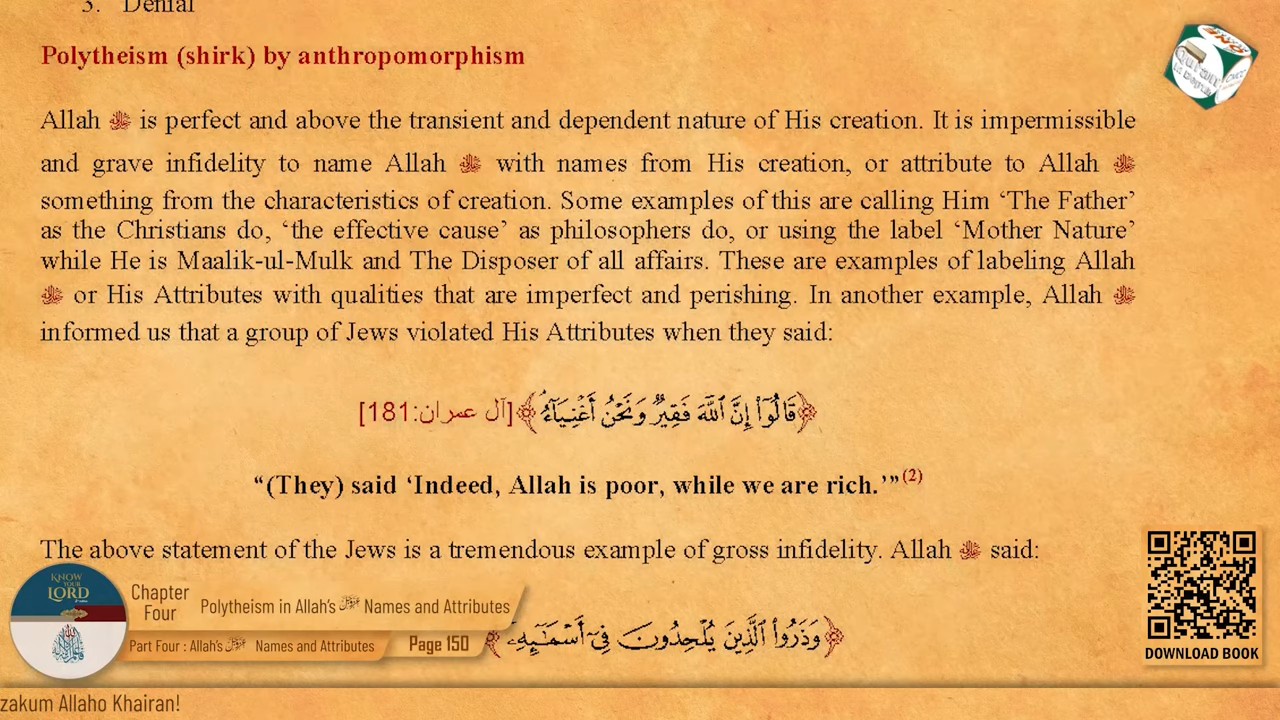 3. Denial
Polytheism (shirk) by anthropomorphism
Allah ﷻ is perfect and above the transient and dependent nature of His creation. It is impermissible
and grave infidelity to name Allah ﷻ with names from His creation, or attribute to Allah ﷻ
something from the characteristics of creation. Some examples of this are calling Him ‘The Father’
as the Christians do, ‘the effective cause’ as philosophers do, or using the label ‘Mother Nature’
while He is Maalik-ul-Mulk and The Disposer of all affairs. These are examples of labeling Allah
ﷻ or His Attributes with qualities that are imperfect and perishing. In another example, Allah ﷻ
informed us that a group of Jews violated His Attributes when they said:
﴿قَالُوٓا۟ إِنَّ ٱللَّهَ فَقِيرٌ وَنَحْنُ أَغْنِيَآءُ﴾ [آل عمران:181]
“(They) said ‘Indeed, Allah is poor, while we are rich.’”(2)
The above statement of the Jews is a tremendous example of gross infidelity. Allah ﷻ said:
﴿وَذَرُوا۟ ٱلَّذِينَ يُلْحِدُونَ فِىٓ أَسْمَـٰٓئِهِۦ﴾
KNOW
YOUR
LORD
Chapter
Four
Polytheism in Allah’s ﷻ Names and Attributes
Part Four : Allah’s ﷻ Names and Attributes
Page 150
DOWNLOAD BOOK
zakum Allaho Khairan!